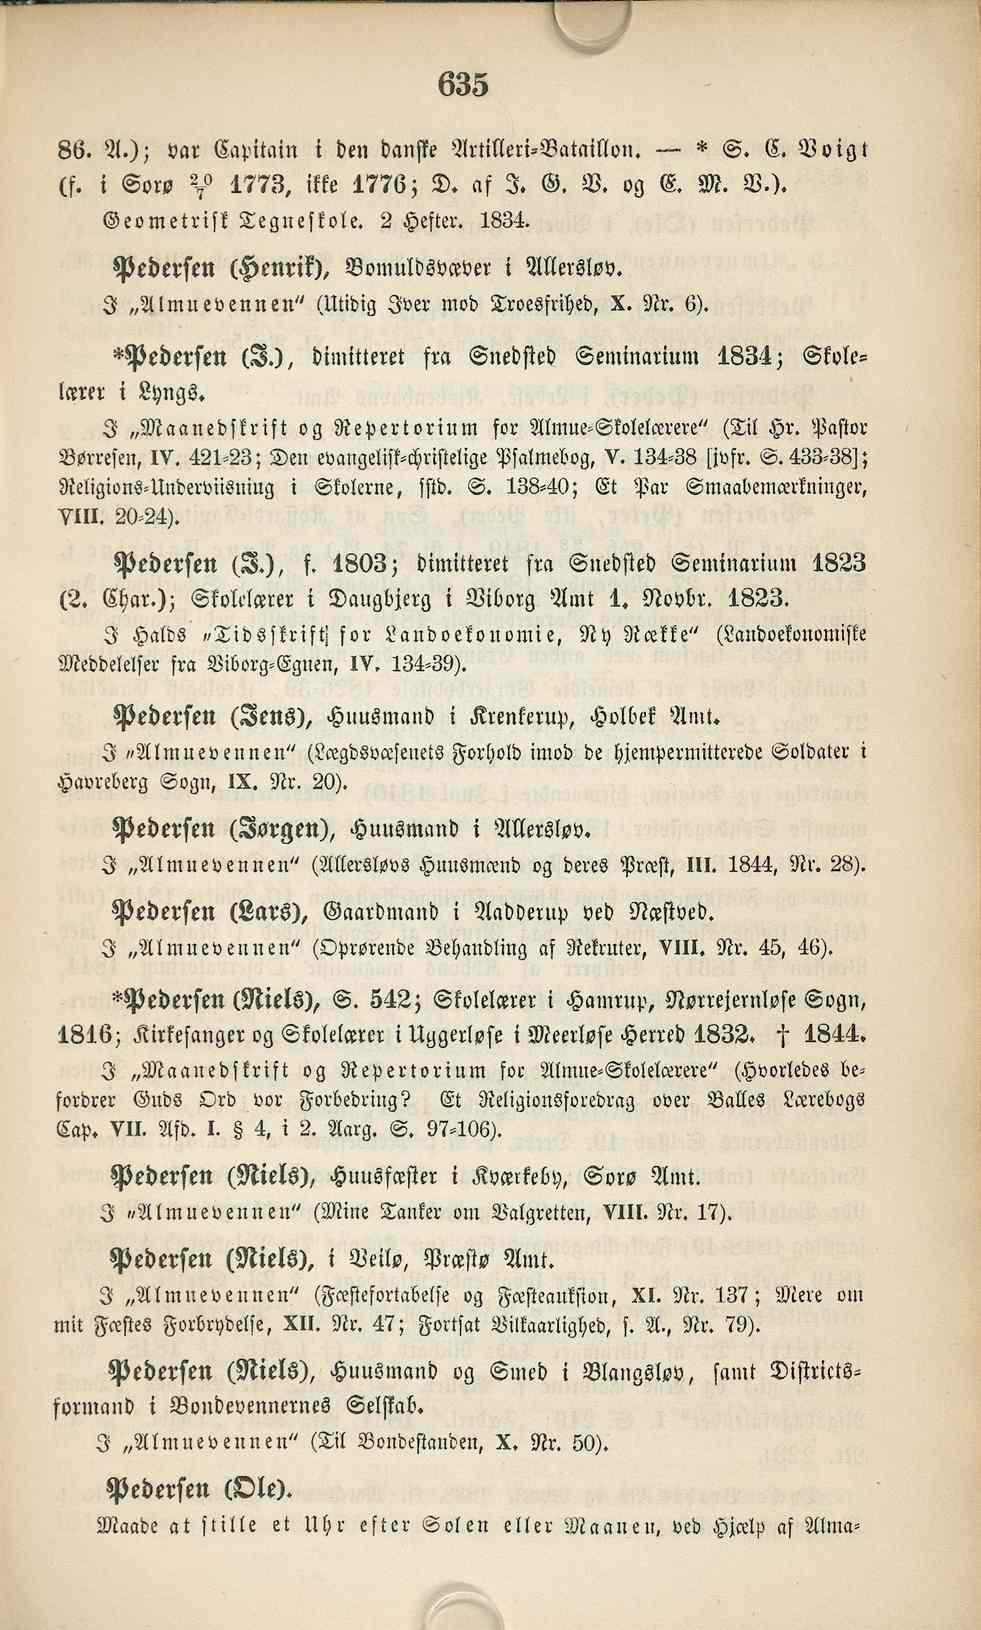 635
86. A.); var Capitain i den danske Artilleri-Bataillon. — * S. C. Voigt
(f. i Sorø 20/7 1773, ikke 1776; D. af J. G. V. og E. M. V.).
Geometrisk Tegneskole. 2 Hefter. 1834.
Pedersen (Henrik), Bomuldsvæver i Allersløv.
I „Almuevennen" (Utidig Iver mod Troesfrihed, X. Nr. 6).
*Pedersen (J.), dimitteret fra Snedsted Seminarium 1834; Skole-
lærer i Lyngs.
I „Maanedskrift og Repertorium for Almue-Skolelærere" (Til Hr. Pastor
Børresen, IV. 421-23; Den evangelisk-christelige Psalmebog, V. 134-38 [jvfr. S. 433-38];
Religions-Underviisning i Skolerne, sstd. S. 138-40; Et Par Smaabemærkninger,
VIII. 20-24).
Pedersen (J.), f. 1803; dimitteret fra Snedsted Seminarium 1823
(2. Char.); Skolelærer i Daugbjerg i Viborg Amt 1. Novbr. 1823.
I Halds „Tidsskrift for Landoekonomie, Ny Række" (Landoekonomiske
Meddelelser fra Viborg-Egnen, IV. 134-39).
Pedersen (Jens), Huusmand i Krenkerup, Holbek Amt.
I „Almuevennen" (Lægdsvæsenets Forhold imod de hjempermitterede Soldater i
Havreberg Sogn, IX. Nr. 20).
Pedersen (Jørgen), Huusmand i Allersløv.
I „Almuevennen" (Allersløvs Huusmænd og deres Præst, III. 1844, Nr. 28).
Pedersen (Lars), Gaardmand i Aadderup ved Næstved.
I „Almuevennen" (Oprørende Behandling af Rekruter, VIII. Nr. 45, 46).
*Pedersen (Niels), S. 542; Skolelærer i Hamrup, Nørrejernløse Sogn,
1816; Kirkesanger og Skolelærer i Uggerløse i Meerløse Herred 1832. † 1844.
I „Maanedskrift og Repertorium for Almue-Skolelærere" (Hvorledes be-
fordrer Guds Ord vor Forbedring? Et Religionsforedrag over Balles Lærebogs
Cap. VII. Afd. I. § 4, i 2. Aarg. S. 97-106).
Pedersen (Niels), Huusfæster i Kværkeby, Sorø Amt.
I „Almuevennen" (Mine Tanker om Valgretten, VIII. Nr. 17).
Pedersen (Niels), i Veilø, Præstø Amt.
I „Almuevennen" (Fæstefortabelse og Fæsteauktion, XI. Nr. 137; Mere om
mit Fæstes Forbrydelse, XII. Nr. 47; Fortsat Vilkaarlighed, s. A., Nr. 79).
Pedersen (Niels), Huusmand og Smed i Blangsløv, samt Districts-
formand i Bondevennernes Selskab.
I „Almuevennen" (Til Bondestanden, X. Nr. 50).
Pedersen (Ole).
Maade at stille et Uhr efter Solen eller Maanen, ved Hjælp af Alma-